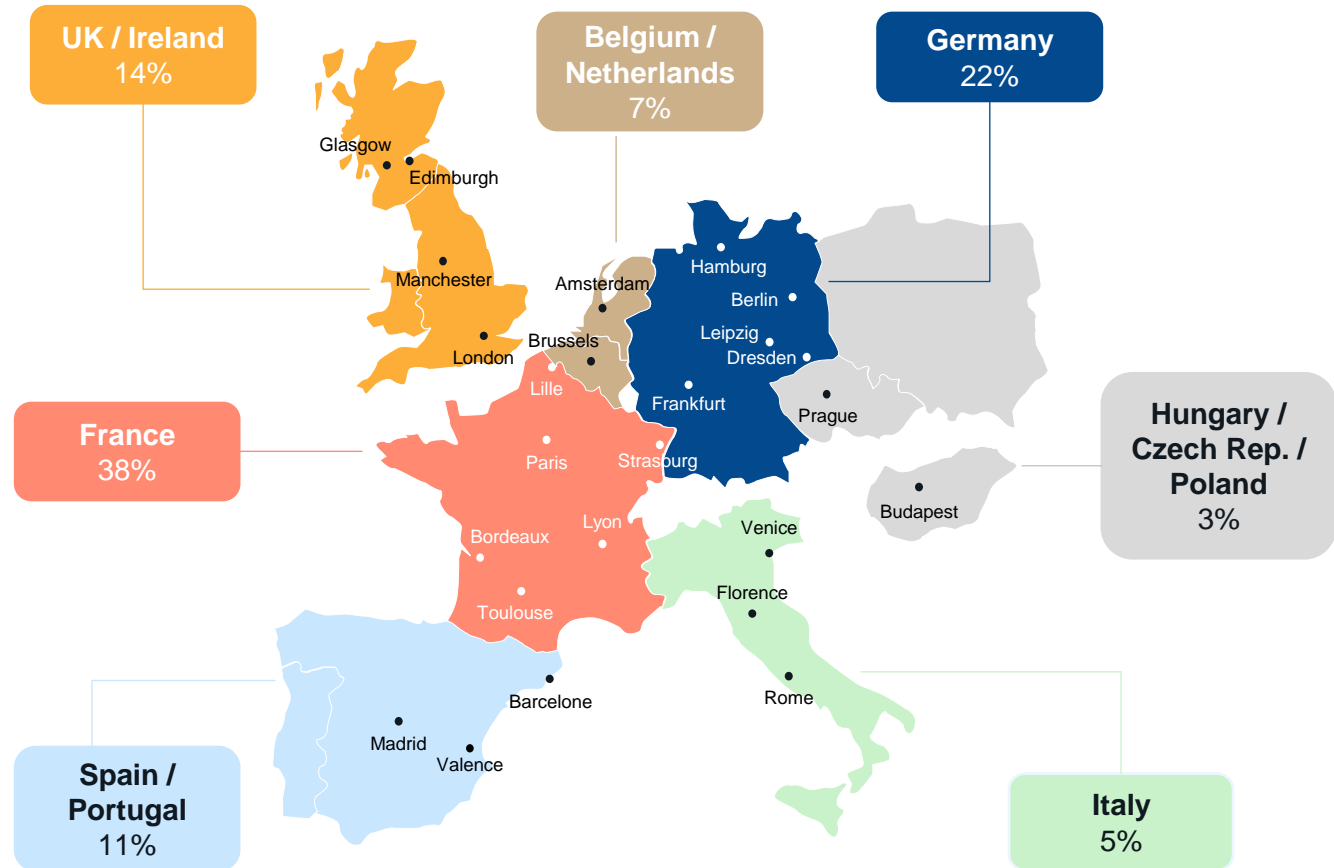 UK / Ireland
14%
Belgium /
Netherlands
7%
Germany
22%
Glasgow
Edimburgh
Manchester
London
Amsterdam
Brussels
Hamburg
Berlin
Leipzig
Dresden
Frankfurt
Prague
Budapest
France
38%
Lille
Paris
Strasburg
Lyon
Bordeaux
Toulouse
Hungary /
Czech Rep. /
Poland
3%
Venice
Florence
Rome
Barcelone
Madrid
Valence
Spain /
Portugal
11%
Italy
5%